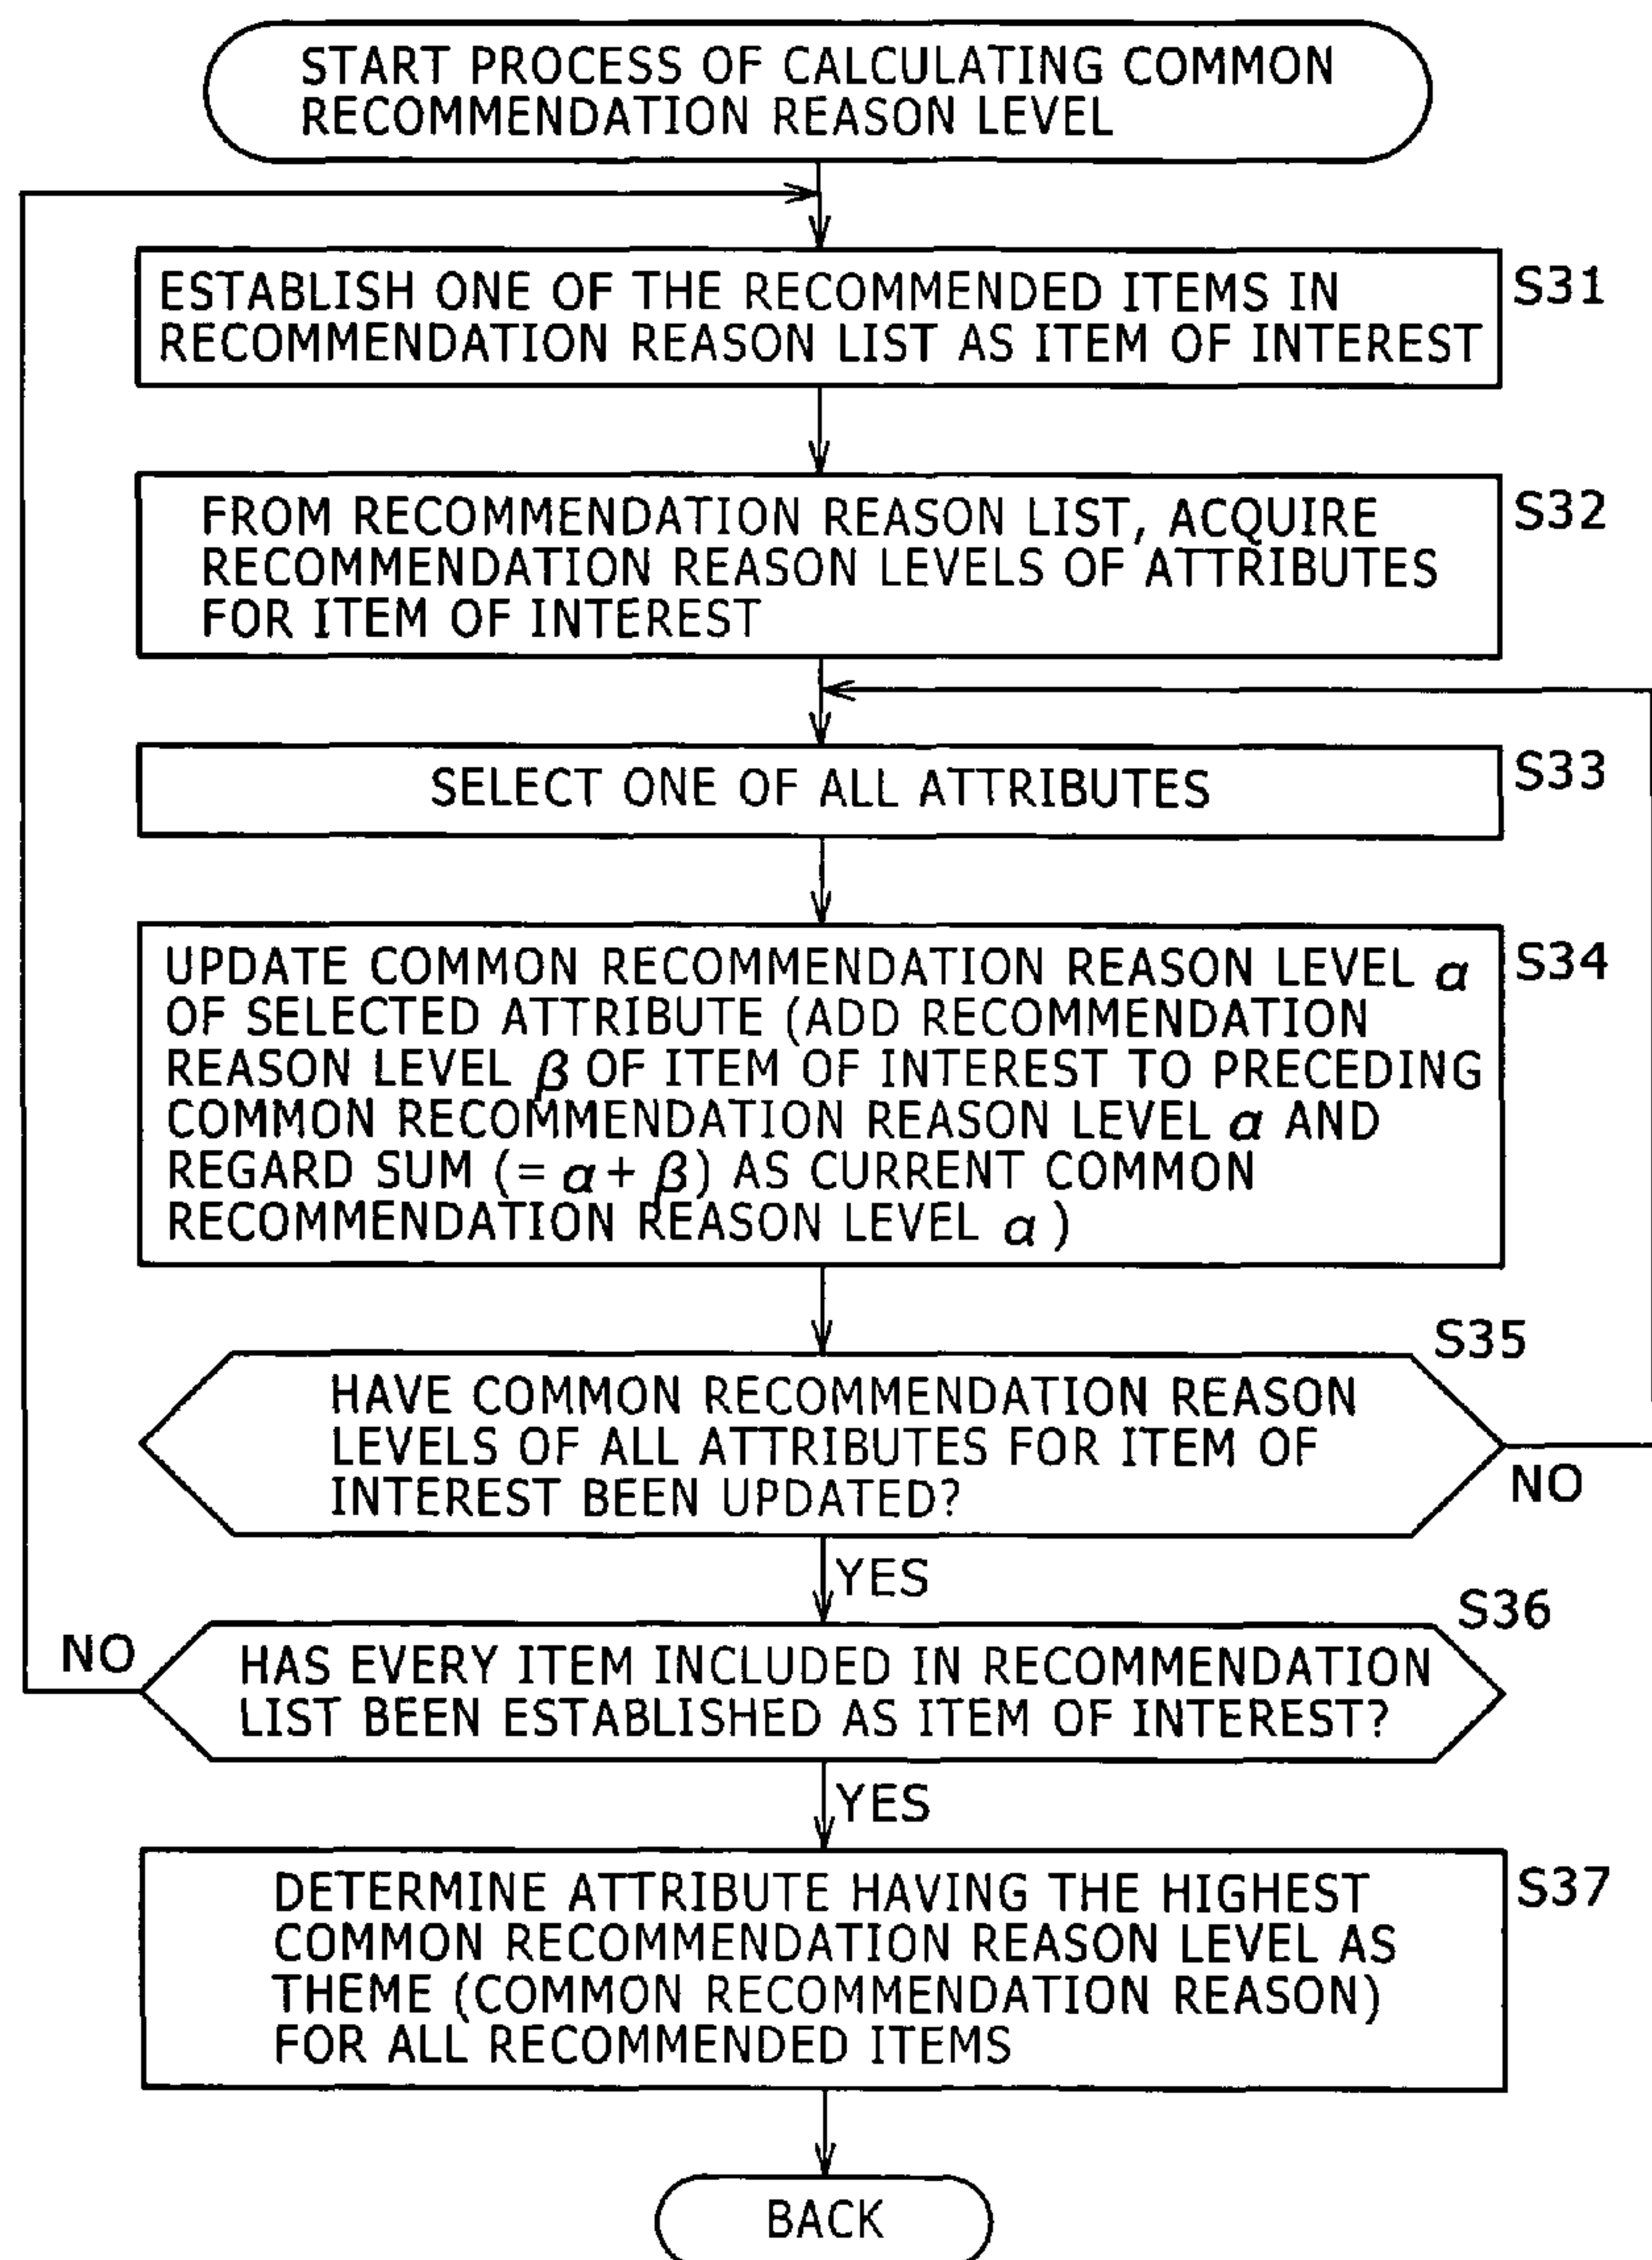 START PROCESS OF CALCULATING COMMON
RECOMMENDATION REASON LEVEL
ESTABLISH ONE OF THE RECOMMENDED ITEMS IN
RECOMMENDATION REASON LIST AS ITEM OF INTEREST
S31
FROM RECOMMENDATION REASON LIST, ACQUIRE
RECOMMENDATION REASON LEVELS OF ATTRIBUTES
FOR ITEM OF INTEREST
S32
SELECT ONE OF ALL ATTRIBUTES
S33
UPDATE COMMON RECOMMENDATION REASON LEVEL α
OF SELECTED ATTRIBUTE (ADD RECOMMENDATION
REASON LEVEL β OF ITEM OF INTEREST TO PRECEDING
COMMON RECOMMENDATION REASON LEVEL α AND
REGARD SUM (= α + β) AS CURRENT COMMON
RECOMMENDATION REASON LEVEL α )
S34
S35
HAVE COMMON RECOMMENDATION REASON
LEVELS OF ALL ATTRIBUTES FOR ITEM OF
INTEREST BEEN UPDATED?
NO
YES
S36
NO
HAS EVERY ITEM INCLUDED IN RECOMMENDATION
LIST BEEN ESTABLISHED AS ITEM OF INTEREST?
YES
DETERMINE ATTRIBUTE HAVING THE HIGHEST
COMMON RECOMMENDATION REASON LEVEL AS
THEME (COMMON RECOMMENDATION REASON)
FOR ALL RECOMMENDED ITEMS
S37
BACK